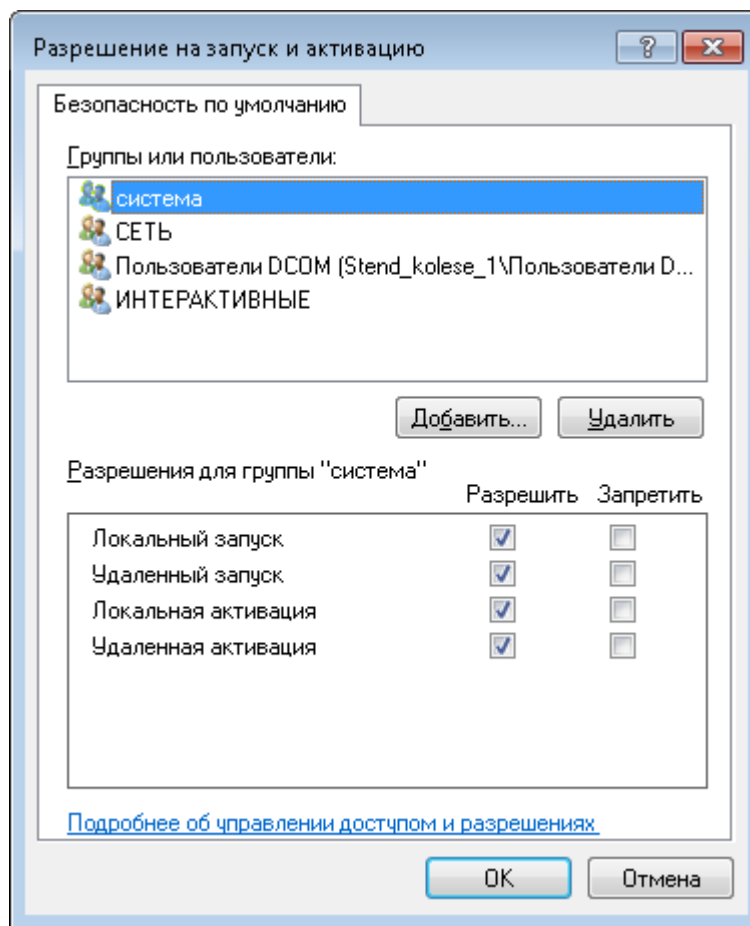 Разрешение на запуск и активацию
Безопасность по умолчанию
Группы или пользователи:
система
СЕТЬ
Пользователи DCOM (Stend_kolese_1\Пользователи D...
ИНТЕРАКТИВНЫЕ
Добавить... Удалить
Разрешения для группы "система"
Разрешить Запретить
Локальный запуск
Удаленный запуск
Локальная активация
Удаленная активация
Подробнее об управлении доступом и разрешениях
ОК Отмена